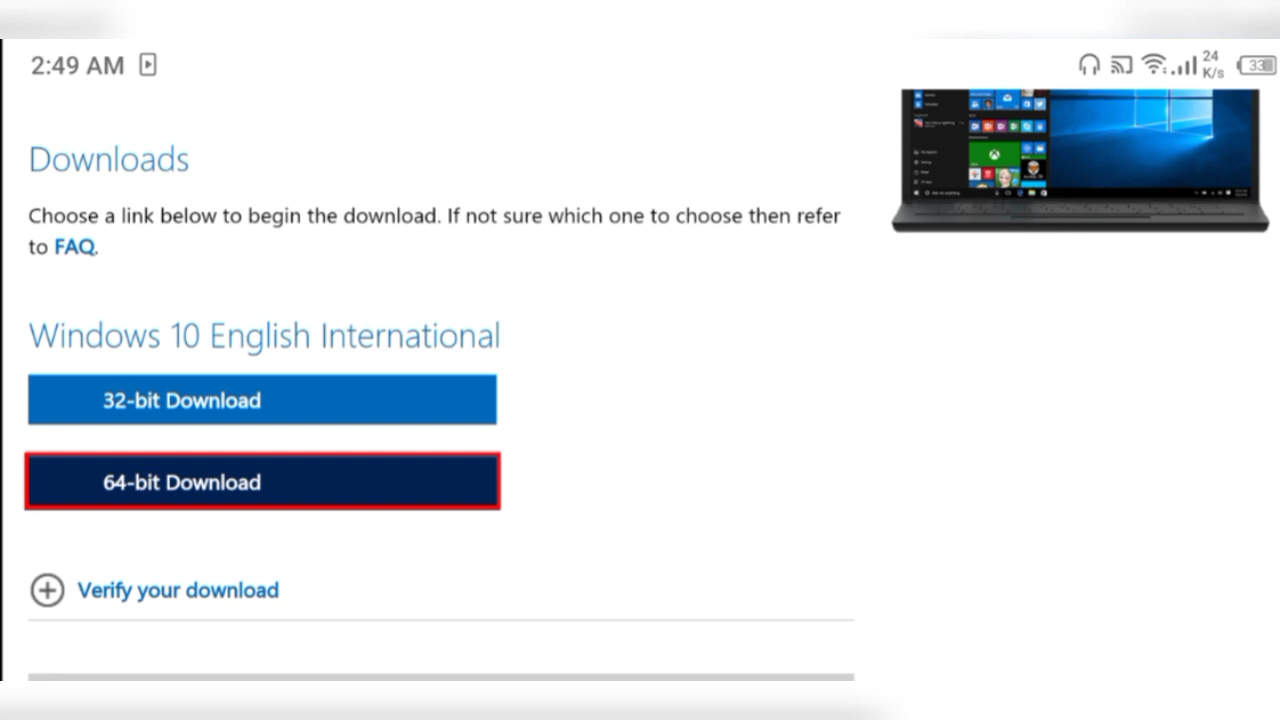 2:49 AM
24
K/s
33
Downloads
Choose a link below to begin the download. If not sure which one to choose then refer
to FAQ.
Windows 10 English International
32-bit Download
64-bit Download
Verify your download